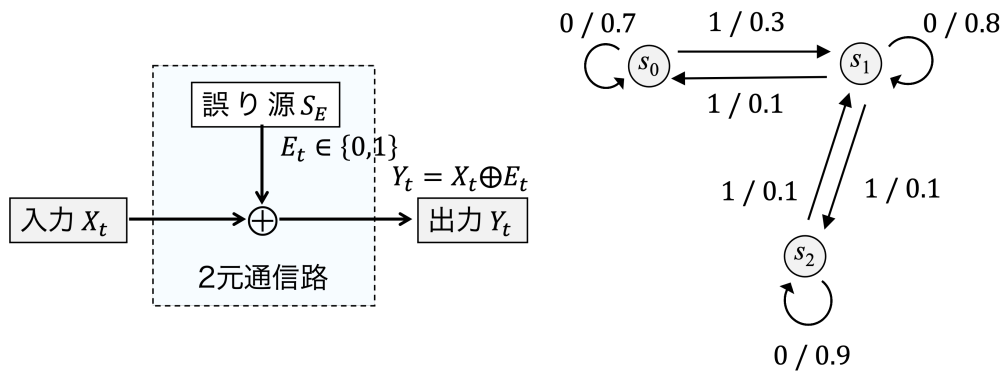 誤り源 S_E
E_t ∈ {0,1}
Y_t = X_t⊕E_t
入力 X_t
⊕
出力 Y_t
2元通信路
0 / 0.7
1 / 0.3
0 / 0.8
s_0
s_1
1 / 0.1
1 / 0.1
1 / 0.1
s_2
0 / 0.9